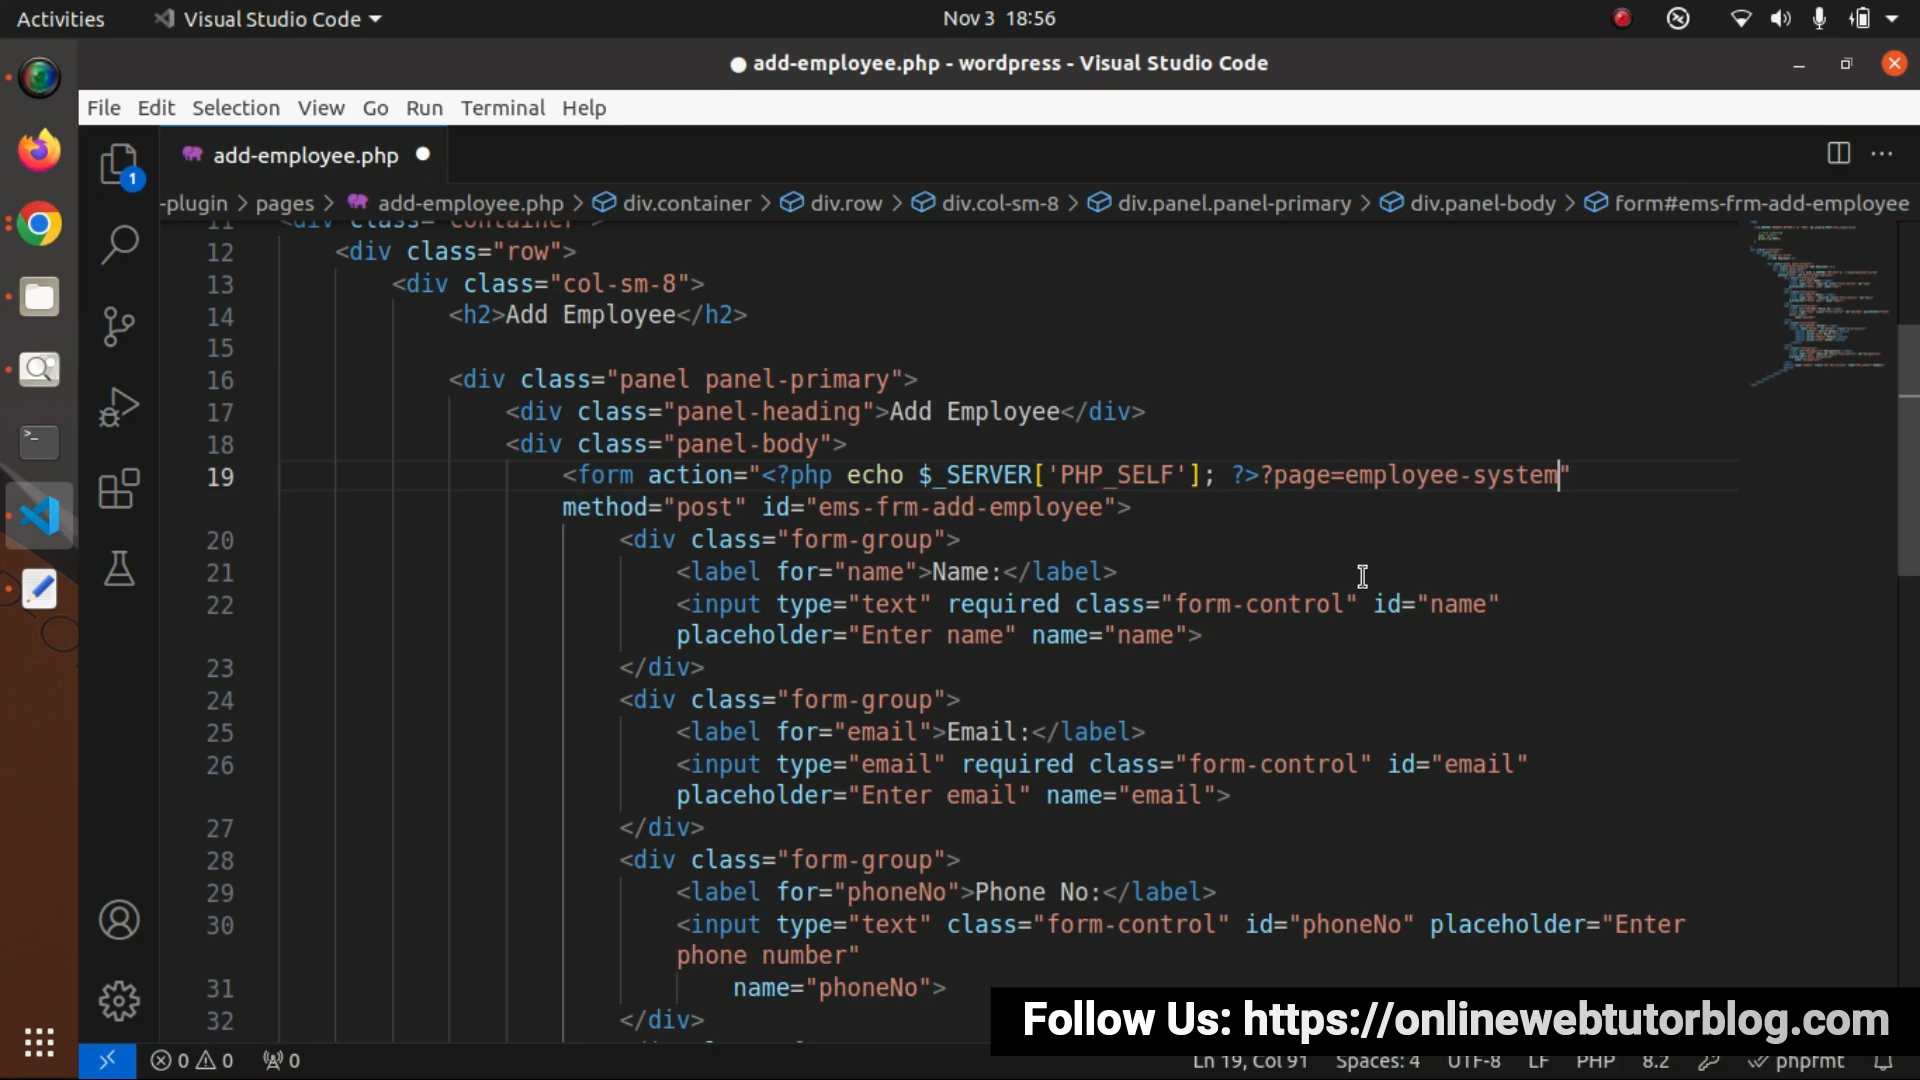 Activities
Visual Studio Code
Nov 3 18:56
add-employee.php - wordpress - Visual Studio Code
File Edit Selection View Go Run Terminal Help
add-employee.php
1
-plugin > pages > add-employee.php > div.container > div.row > div.col-sm-8 > div.panel.panel-primary > div.panel-body > form#ems-frm-add-employee
11 <div class="container">
12 <div class="row">
13 <div class="col-sm-8">
14 <h2>Add Employee</h2>
15
16 <div class="panel panel-primary">
17 <div class="panel-heading">Add Employee</div>
18 <div class="panel-body">
19 <form action="<?php echo $_SERVER['PHP_SELF']; ?>?page=employee-system"
method="post" id="ems-frm-add-employee">
20 <div class="form-group">
21 <label for="name">Name:</label>
22 <input type="text" required class="form-control" id="name"
placeholder="Enter name" name="name">
23 </div>
24 <div class="form-group">
25 <label for="email">Email:</label>
26 <input type="email" required class="form-control" id="email"
placeholder="Enter email" name="email">
27 </div>
28 <div class="form-group">
29 <label for="phoneNo">Phone No:</label>
30 <input type="text" class="form-control" id="phoneNo" placeholder="Enter
phone number"
31 name="phoneNo">
32 </div>
Follow Us: https://onlinewebtutorblog.com
0 0 0
Ln 19, Col 91 Spaces: 4 UTF-8 LF PHP 8.2 phpfmt